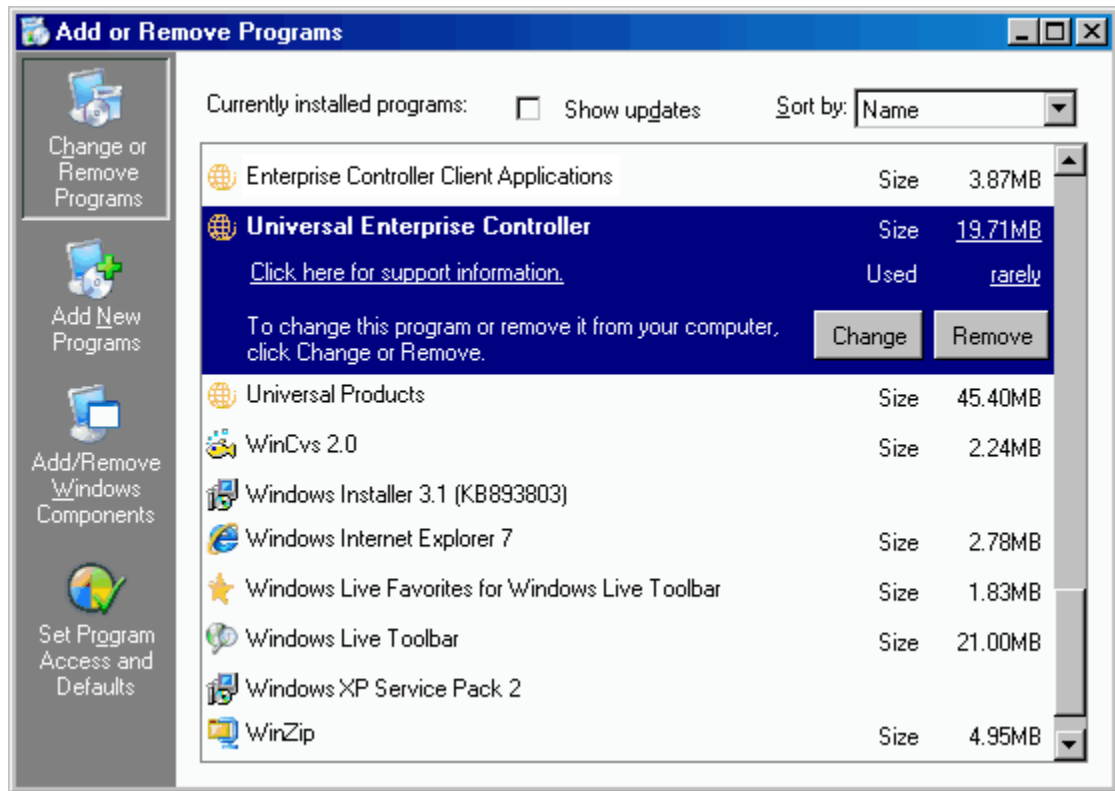 Add or Remove Programs
Change or
Remove
Programs
Add New
Programs
Add/Remove
Windows
Components
Set Program
Access and
Defaults
Currently installed programs: Show updates Sort by: Name
Enterprise Controller Client Applications Size 3.87MB
Universal Enterprise Controller Size 19.71MB
Click here for support information. Used rarely
To change this program or remove it from your computer,
click Change or Remove. Change Remove
Universal Products Size 45.40MB
WinCvs 2.0 Size 2.24MB
Windows Installer 3.1 (KB893803)
Windows Internet Explorer 7 Size 2.78MB
Windows Live Favorites for Windows Live Toolbar Size 1.83MB
Windows Live Toolbar Size 21.00MB
Windows XP Service Pack 2
WinZip Size 4.95MB